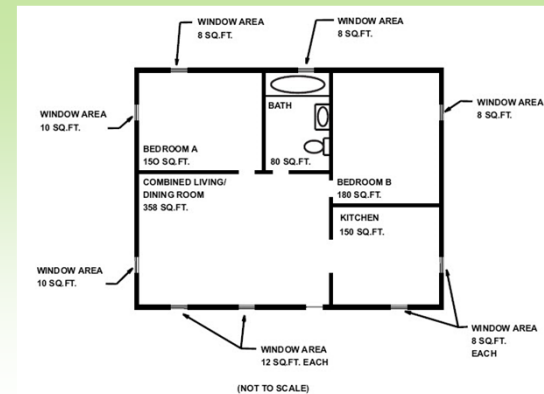 WINDOW AREA
8 SQ.FT.
WINDOW AREA
8 SQ.FT.
WINDOW AREA
10 SQ.FT.
WINDOW AREA
8 SQ.FT.
BATH
BEDROOM A
150 SQ.FT.
80 SQ.FT.
COMBINED LIVING/
DINING ROOM
358 SQ.FT.
BEDROOM B
180 SQ.FT.
KITCHEN
150 SQ.FT.
WINDOW AREA
10 SQ.FT.
WINDOW AREA
8 SQ.FT.
EACH
WINDOW AREA
12 SQ.FT. EACH
(NOT TO SCALE)